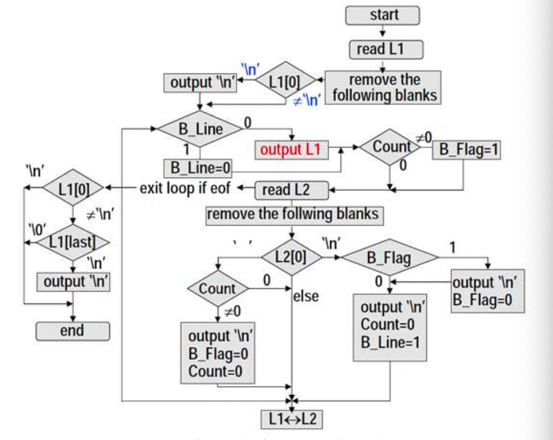 start
read L1
remove the
following blanks
L1[0]
'\n'
≠'\n'
output '\n'
B_Line
0
1
output L1
B_Line=0
Count
≠0
0
B_Flag=1
read L2
exit loop if eof
remove the follwing blanks
L1[0]
'\n'
≠'\n'
L1[last]
'\0'
'\n'
output '\n'
end
L2[0]
' '
'\n'
else
Count
0
≠0
output '\n'
B_Flag=0
Count=0
B_Flag
1
0
output '\n'
B_Flag=0
output '\n'
Count=0
B_Line=1
L1↔L2